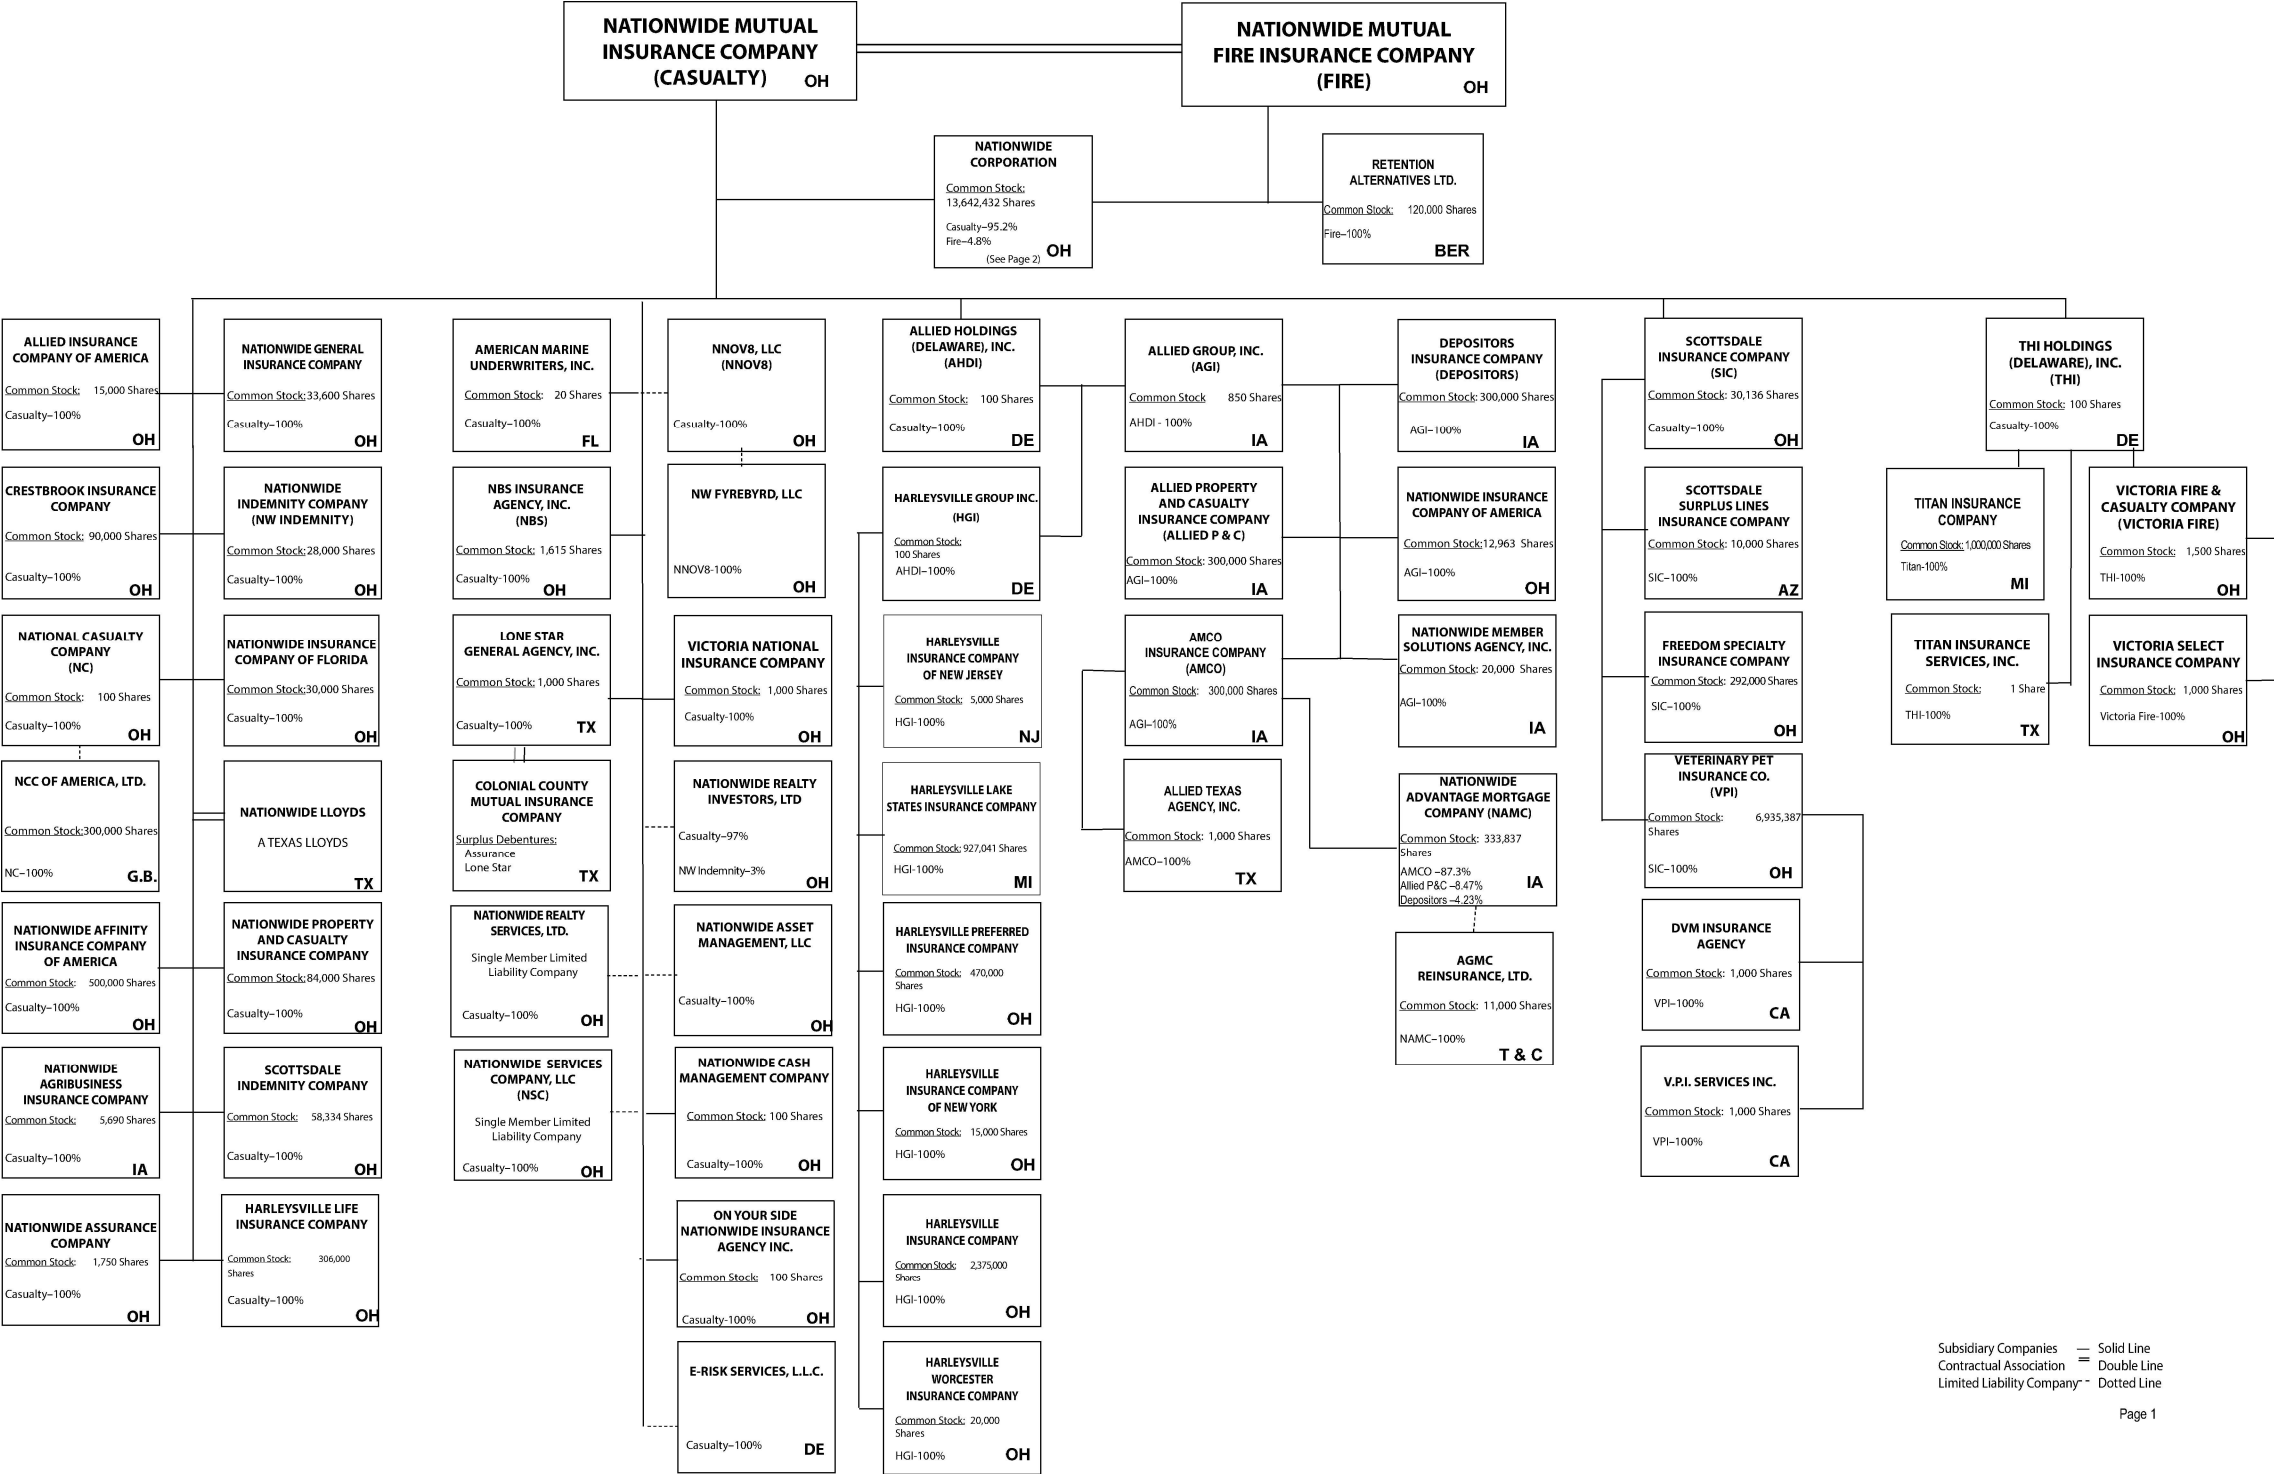 NATIONWIDE MUTUAL
INSURANCE COMPANY
(CASUALTY)
OH
NATIONWIDE MUTUAL
FIRE INSURANCE COMPANY
(FIRE)
OH
NATIONWIDE
CORPORATION
Common Stock:
13,642,432 Shares
Casualty–95.2%
Fire–4.8%
(See Page 2)
OH
RETENTION
ALTERNATIVES LTD.
Common Stock: 120.000 Shares
Fire–100%
BER
ALLIED INSURANCE
COMPANY OF AMERICA
Common Stock: 15,000 Shares
Casualty–100%
OH
CRESTBROOK INSURANCE
COMPANY
Common Stock: 90,000 Shares
Casualty–100%
OH
NATIONAL CASUALTY
COMPANY
(NC)
Common Stock: 100 Shares
Casualty–100%
OH
NCC OF AMERICA, LTD.
Common Stock:300,000 Shares
NC–100%
G.B.
NATIONWIDE AFFINITY
INSURANCE COMPANY
OF AMERICA
Common Stock: 500,000 Shares
Casualty–100%
OH
NATIONWIDE
AGRIBUSINESS
INSURANCE COMPANY
Common Stock: 5,690 Shares
Casualty–100%
IA
NATIONWIDE ASSURANCE
COMPANY
Common Stock: 1,750 Shares
Casualty–100%
OH
NATIONWIDE GENERAL
INSURANCE COMPANY
Common Stock:33,600 Shares
Casualty–100%
OH
NATIONWIDE
INDEMNITY COMPANY
(NW INDEMNITY)
Common Stock:28,000 Shares
Casualty–100%
OH
NATIONWIDE INSURANCE
COMPANY OF FLORIDA
Common Stock:30,000 Shares
Casualty–100%
OH
NATIONWIDE LLOYDS
A TEXAS LLOYDS
TX
NATIONWIDE PROPERTY
AND CASUALTY
INSURANCE COMPANY
Common Stock:84,000 Shares
Casualty–100%
OH
SCOTTSDALE
INDEMNITY COMPANY
Common Stock: 58,334 Shares
Casualty–100%
OH
HARLEYSVILLE LIFE
INSURANCE COMPANY
Common Stock: 306,000
Shares
Casualty–100%
OH
AMERICAN MARINE
UNDERWRITERS, INC.
Common Stock: 20 Shares
Casualty–100%
FL
NBS INSURANCE
AGENCY, INC.
(NBS)
Common Stock: 1,615 Shares
Casualty-100%
OH
LONE STAR
GENERAL AGENCY, INC.
Common Stock: 1,000 Shares
Casualty–100%
TX
COLONIAL COUNTY
MUTUAL INSURANCE
COMPANY
Surplus Debentures:
Assurance
Lone Star
TX
NATIONWIDE REALTY
SERVICES, LTD.
Single Member Limited
Liability Company
Casualty–100%
OH
NATIONWIDE SERVICES
COMPANY, LLC
(NSC)
Single Member Limited
Liability Company
Casualty–100%
OH
NNOV8, LLC
(NNOV8)
Casualty-100%
OH
NW FYREBYRD, LLC
NNOV8-100%
OH
VICTORIA NATIONAL
INSURANCE COMPANY
Common Stock: 1,000 Shares
Casualty-100%
OH
NATIONWIDE REALTY
INVESTORS, LTD
Casualty–97%
NW Indemnity–3%
OH
NATIONWIDE ASSET
MANAGEMENT, LLC
Casualty–100%
OH
NATIONWIDE CASH
MANAGEMENT COMPANY
Common Stock: 100 Shares
Casualty–100%
OH
ON YOUR SIDE
NATIONWIDE INSURANCE
AGENCY INC.
Common Stock: 100 Shares
Casualty-100%
OH
E-RISK SERVICES, L.L.C.
Casualty–100%
DE
ALLIED HOLDINGS
(DELAWARE), INC.
(AHDI)
Common Stock: 100 Shares
Casualty–100%
DE
HARLEYSVILLE GROUP INC.
(HGI)
Common Stock:
100 Shares
AHDI–100%
DE
HARLEYSVILLE
INSURANCE COMPANY
OF NEW JERSEY
Common Stock: 5,000 Shares
HGI-100%
NJ
HARLEYSVILLE LAKE
STATES INSURANCE COMPANY
Common Stock: 927,041 Shares
HGI-100%
MI
HARLEYSVILLE PREFERRED
INSURANCE COMPANY
Common Stock: 470,000
Shares
HGI-100%
OH
HARLEYSVILLE
INSURANCE COMPANY
OF NEW YORK
Common Stock: 15,000 Shares
HGI-100%
OH
HARLEYSVILLE
INSURANCE COMPANY
Common Stock: 2,375,000
Shares
HGI-100%
OH
HARLEYSVILLE
WORCESTER
INSURANCE COMPANY
Common Stock: 20,000
Shares
HGI-100%
OH
ALLIED GROUP, INC.
(AGI)
Common Stock 850 Shares
AHDI - 100%
IA
ALLIED PROPERTY
AND CASUALTY
INSURANCE COMPANY
(ALLIED P & C)
Common Stock: 300,000 Shares
AGI–100%
IA
AMCO
INSURANCE COMPANY
(AMCO)
Common Stock: 300,000 Shares
AGI–100%
IA
ALLIED TEXAS
AGENCY, INC.
Common Stock: 1,000 Shares
AMCO–100%
TX
DEPOSITORS
INSURANCE COMPANY
(DEPOSITORS)
Common Stock: 300,000 Shares
AGI–100%
IA
NATIONWIDE INSURANCE
COMPANY OF AMERICA
Common Stock:12,963 Shares
AGI–100%
OH
NATIONWIDE MEMBER
SOLUTIONS AGENCY, INC.
Common Stock: 20,000 Shares
AGI–100%
IA
NATIONWIDE
ADVANTAGE MORTGAGE
COMPANY (NAMC)
Common Stock: 333,837
Shares
AMCO –87.3%
Allied P&C –8.47%
Depositors –4.23%
IA
AGMC
REINSURANCE, LTD.
Common Stock: 11,000 Shares
NAMC–100%
T & C
SCOTTSDALE
INSURANCE COMPANY
(SIC)
Common Stock: 30,136 Shares
Casualty–100%
OH
SCOTTSDALE
SURPLUS LINES
INSURANCE COMPANY
Common Stock: 10,000 Shares
SIC–100%
AZ
FREEDOM SPECIALTY
INSURANCE COMPANY
Common Stock: 292,000 Shares
SIC–100%
OH
VETERINARY PET
INSURANCE CO.
(VPI)
Common Stock: 6,935,387
Shares
SIC–100%
OH
DVM INSURANCE
AGENCY
Common Stock: 1,000 Shares
VPI–100%
CA
V.P.I. SERVICES INC.
Common Stock: 1,000 Shares
VPI–100%
CA
THI HOLDINGS
(DELAWARE), INC.
(THI)
Common Stock: 100 Shares
Casualty-100%
DE
TITAN INSURANCE
COMPANY
Common Stock: 1,000,000 Shares
Titan-100%
MI
TITAN INSURANCE
SERVICES, INC.
Common Stock: 1 Share
THI-100%
TX
VICTORIA FIRE &
CASUALTY COMPANY
(VICTORIA FIRE)
Common Stock: 1,500 Shares
THI-100%
OH
VICTORIA SELECT
INSURANCE COMPANY
Common Stock: 1,000 Shares
Victoria Fire-100%
OH
Subsidiary Companies — Solid Line
Contractual Association = Double Line
Limited Liability Company -- Dotted Line
Page 1